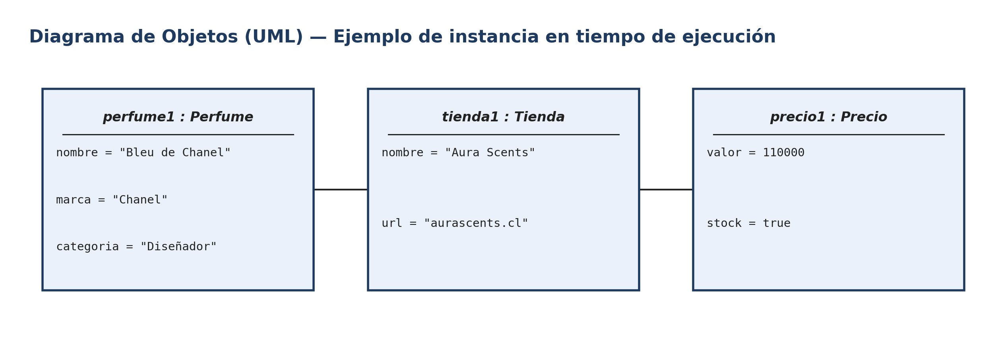 Diagrama de Objetos (UML) — Ejemplo de instancia en tiempo de ejecución
perfume1 : Perfume
nombre = "Bleu de Chanel"
marca = "Chanel"
categoria = "Diseñador"
tienda1 : Tienda
nombre = "Aura Scents"
url = "aurascents.cl"
precio1 : Precio
valor = 110000
stock = true